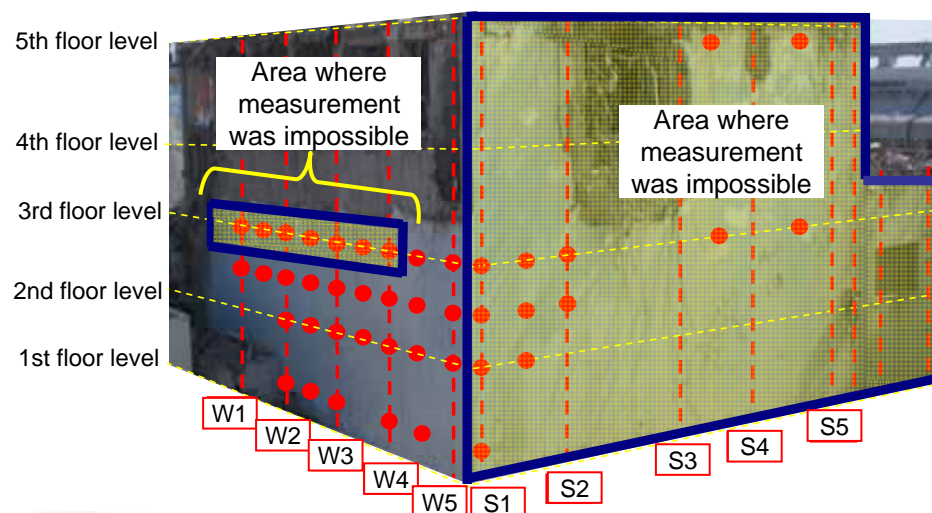 5th floor level
Area where
measurement
was impossible
Area where
measurement
was impossible
4th floor level
3rd floor level
2nd floor level
1st floor level
W1
W2
W3
W4
W5
S1
S2
S3
S4
S5